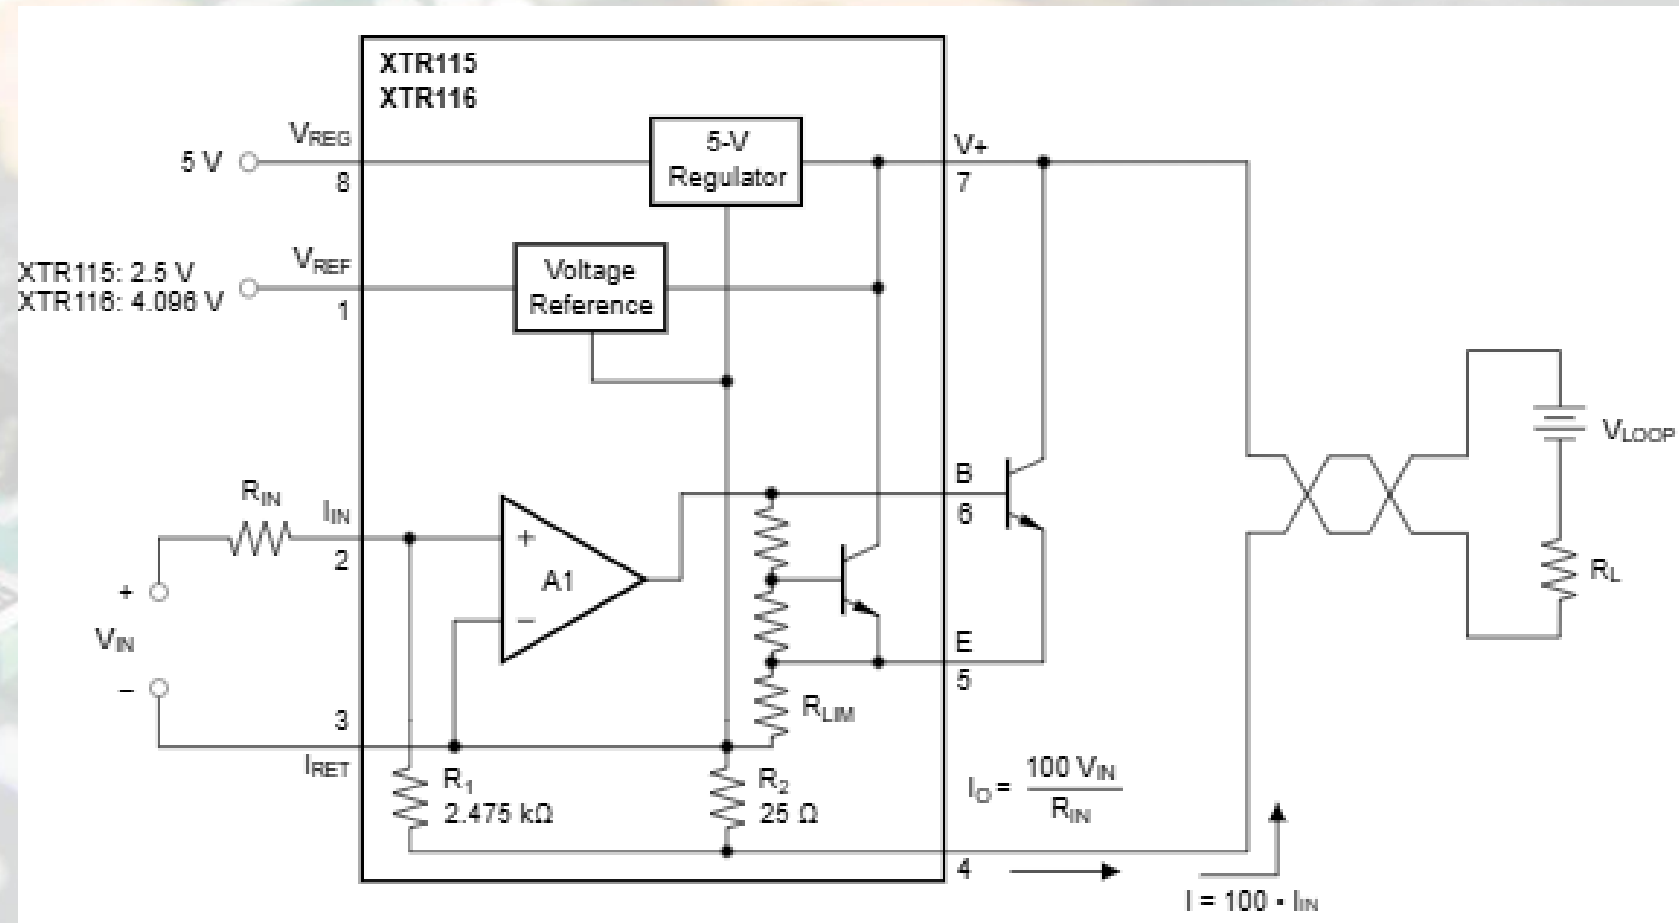 XTR115
XTR116
VREG
5 V
8
5-V
Regulator
V+
7
XTR115: 2.5 V
XTR116: 4.096 V
VREF
1
Voltage
Reference
RIN
IIN
2
+
A1
−
B
6
E
5
+
VIN
−
3
IRET
RLIM
R1
2.475 kΩ
R2
25 Ω
IO = 100 VIN / RIN
4
I = 100 • IIN
VLOOP
RL